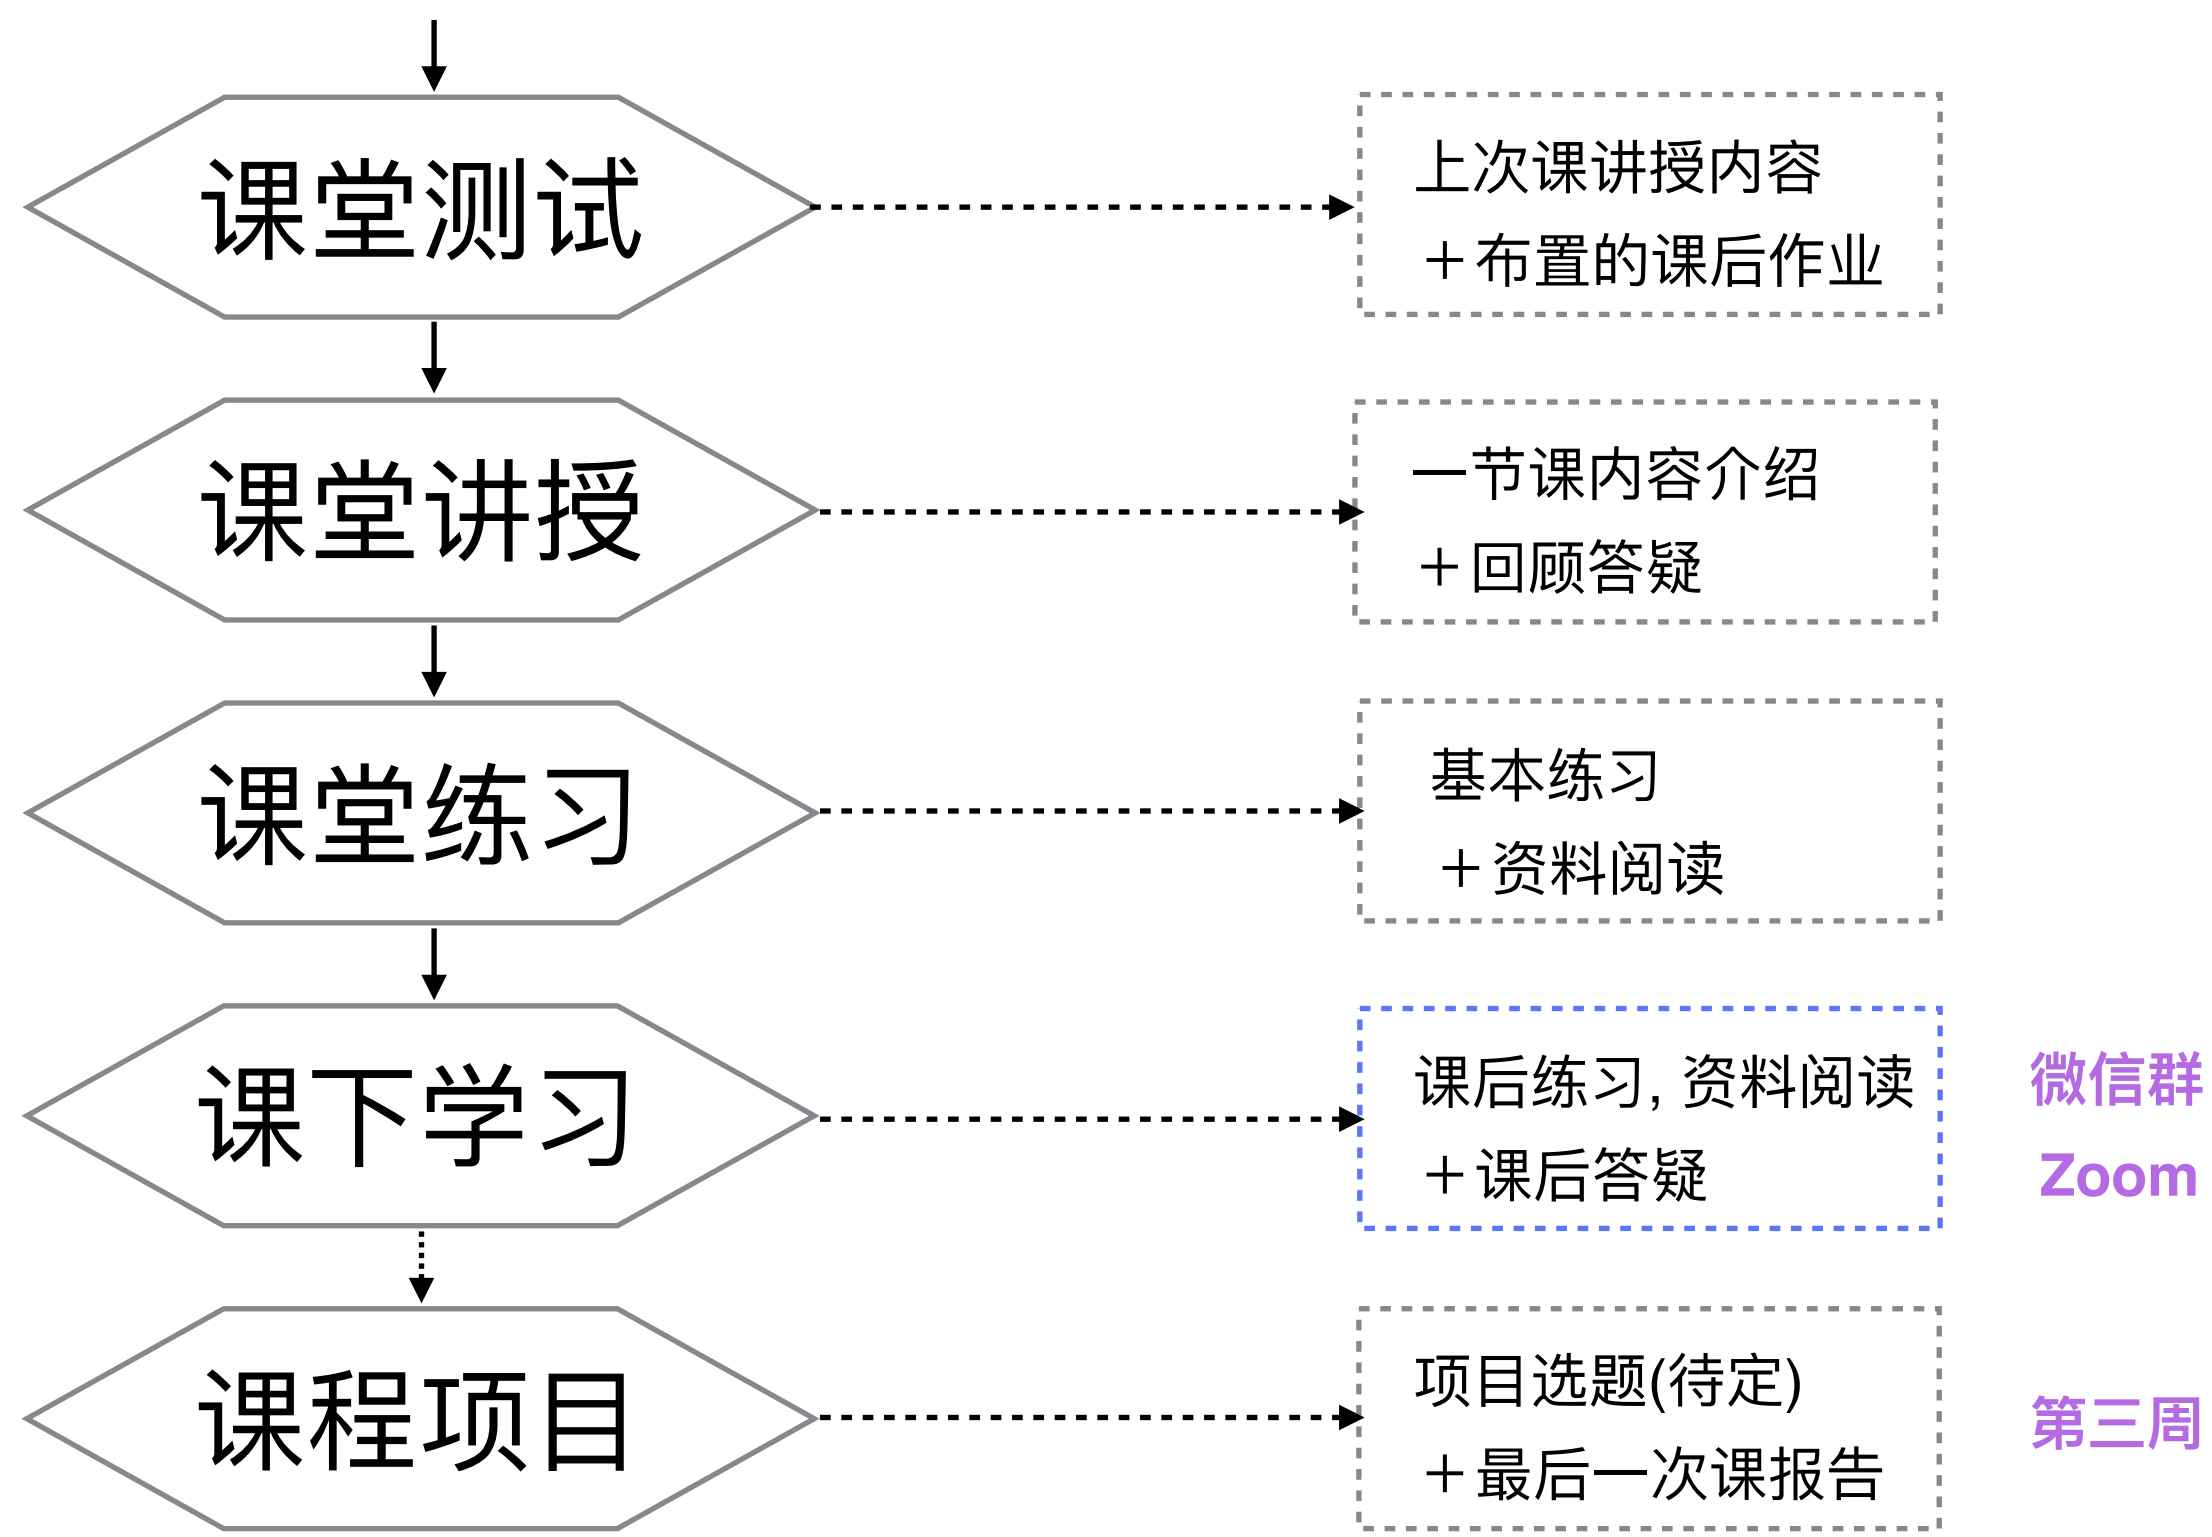 课堂测试
上次课讲授内容
+布置的课后作业
课堂讲授
一节课内容介绍
+回顾答疑
课堂练习
基本练习
+资料阅读
课下学习
课后练习, 资料阅读
+课后答疑
微信群
Zoom
课程项目
项目选题(待定)
+最后一次课报告
第三周